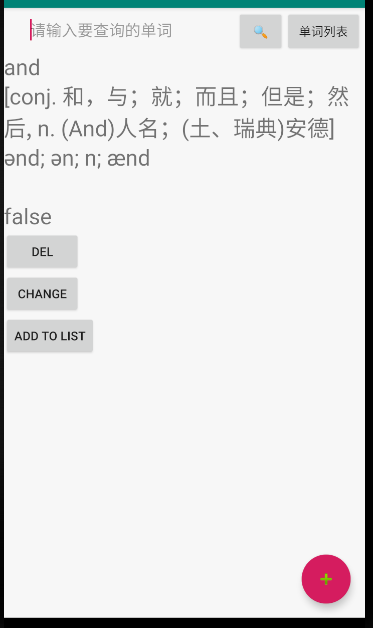 请输入要查询的单词
单词列表
and
[conj. 和，与；就；而且；但是；然
后, n. (And)人名；(土、瑞典)安德]
ənd; ən; n; ænd
false
DEL
CHANGE
ADD TO LIST
+